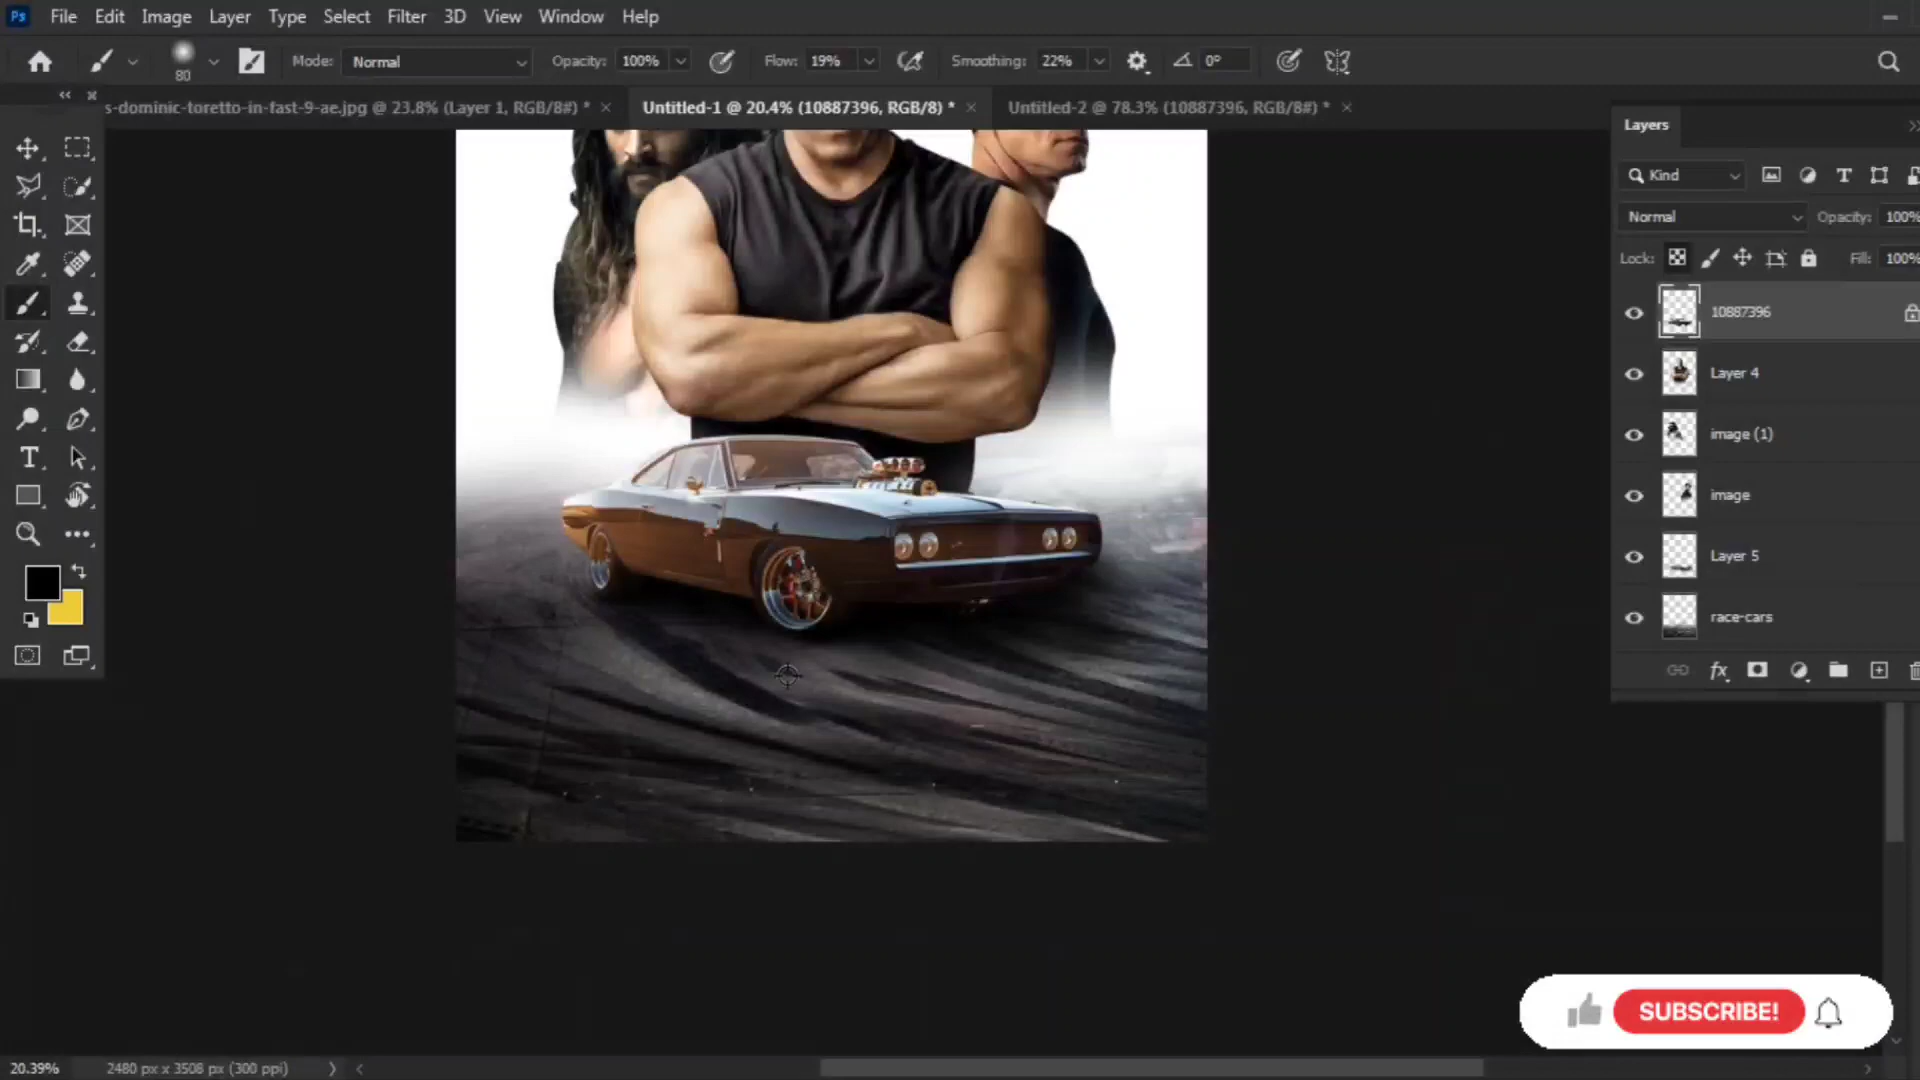 Ps File Edit Image Layer Type Select Filter 3D View Window Help
80 Mode: Normal Opacity: 100% Flow: 19% Smoothing: 22% 0°
s-dominic-toretto-in-fast-9-ae.jpg @ 23.8% (Layer 1, RGB/8#) * Untitled-1 @ 20.4% (10887396, RGB/8) * Untitled-2 @ 78.3% (10887396, RGB/8#) *
Layers
Kind
Normal Opacity: 100%
Lock: Fill: 100%
10887396
Layer 4
image (1)
image
Layer 5
race-cars
fx
SUBSCRIBE!
20.39% 2480 px x 3508 px (300 ppi)